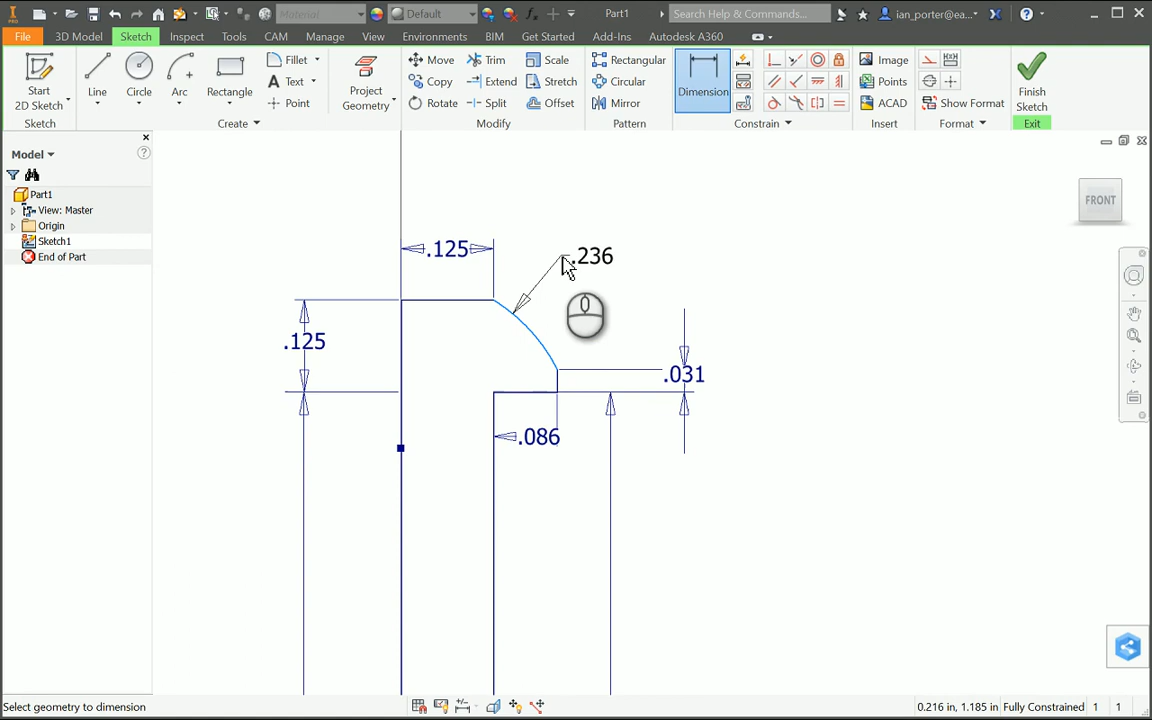 I PRO Material Default fx Part1 Search Help & Commands... ian_porter@ea... ?
File 3D Model Sketch Inspect Tools CAM Manage View Environments BIM Get Started Add-Ins Autodesk A360
Start 2D Sketch
Line
Circle
Arc
Rectangle
Fillet
Text
Point
Project Geometry
Move Trim Scale
Copy Extend Stretch
Rotate Split Offset
Rectangular
Circular
Mirror
Dimension
Image
Points
ACAD
Show Format
Finish Sketch
Sketch Create Modify Pattern Constrain Insert Format Exit
Model
Part1
View: Master
Origin
Sketch1
End of Part
FRONT
.125
.236
.125
.031
.086
Select geometry to dimension
0.216 in, 1.185 in Fully Constrained 1 1